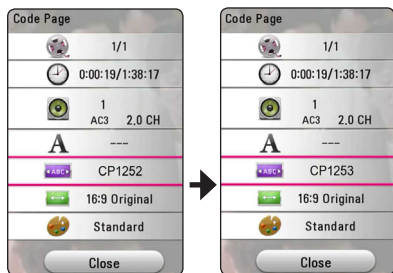 Code Page
1/1
0:00:19/1:38:17
1
AC3 2.0 CH
A ---
ABC CP1252
16:9 Original
Standard
Close
Code Page
1/1
0:00:19/1:38:17
1
AC3 2.0 CH
A ---
ABC CP1253
16:9 Original
Standard
Close